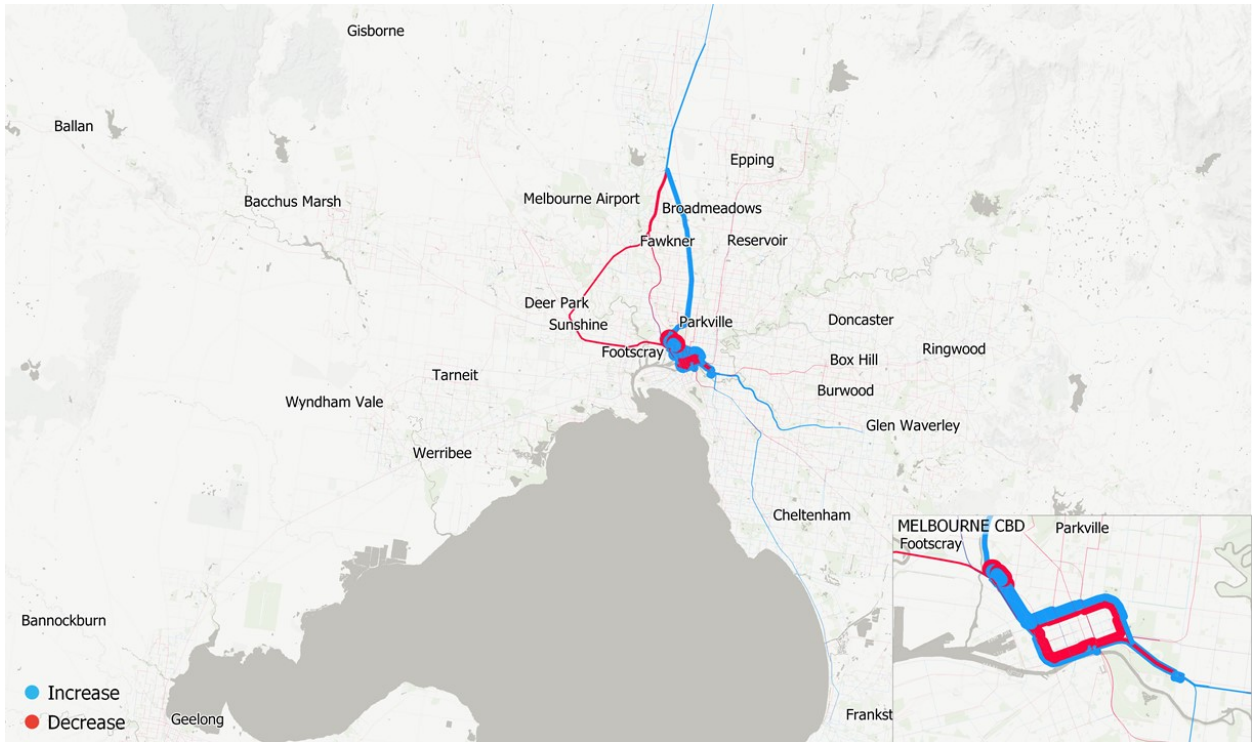 Gisborne
Ballan
Epping
Bacchus Marsh
Melbourne Airport
Broadmeadows
Fawkner
Reservoir
Deer Park
Sunshine
Parkville
Doncaster
Footscray
Box Hill
Ringwood
Tarneit
Burwood
Wyndham Vale
Glen Waverley
Werribee
Cheltenham
MELBOURNE CBD
Parkville
Footscray
Bannockburn
Increase
Decrease
Geelong
Frankst